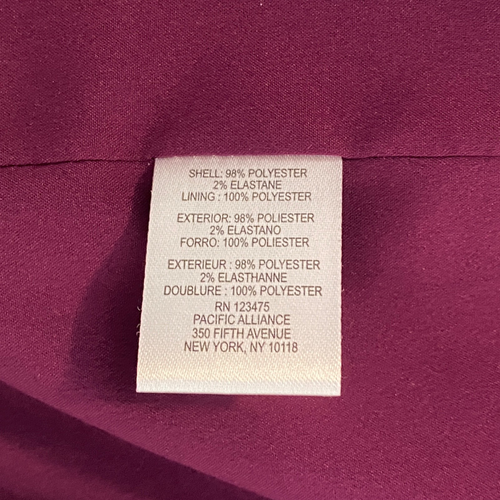 SHELL: 98% POLYESTER
2% ELASTANE
LINING : 100% POLYESTER
EXTERIOR: 98% POLIESTER
2% ELASTANO
FORRO: 100% POLIESTER
EXTERIEUR : 98% POLYESTER
2% ELASTHANNE
DOUBLURE : 100% POLYESTER
RN 123475
PACIFIC ALLIANCE
350 FIFTH AVENUE
NEW YORK, NY 10118